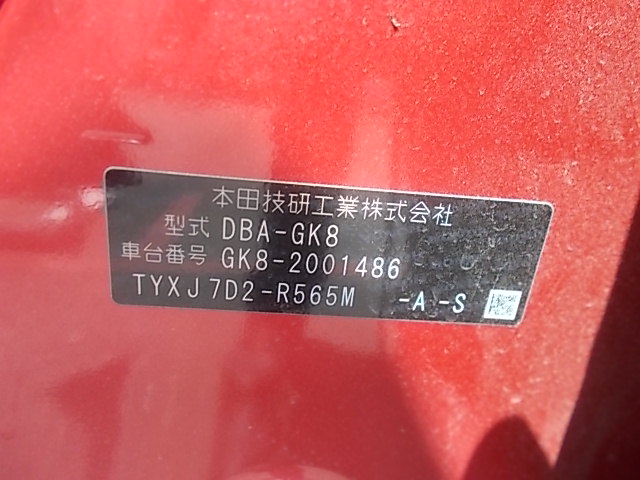 本田技研工業株式会社
型式 DBA-GK8
車台番号 GK8-2001486
TYXJ7D2-R565M -A -S